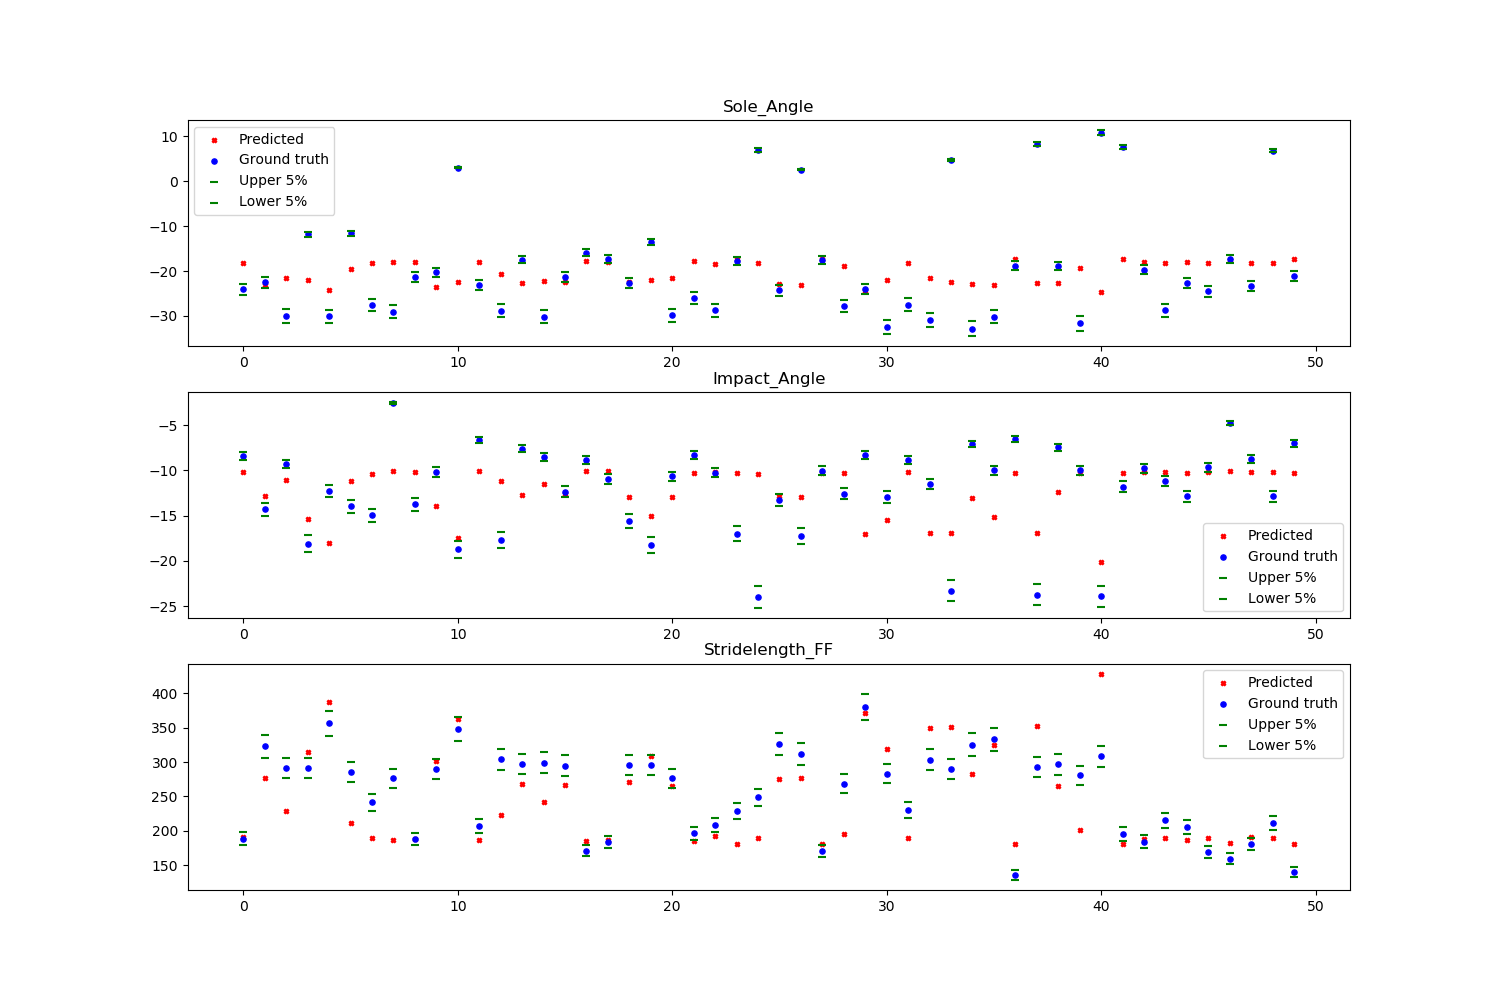 Sole_Angle
10
0
−10
−20
−30
Predicted
Ground truth
Upper 5%
Lower 5%
0 10 20 30 40 50
Impact_Angle
−5
−10
−15
−20
−25
Predicted
Ground truth
Upper 5%
Lower 5%
0 10 20 30 40 50
Stridelength_FF
400
350
300
250
200
150
Predicted
Ground truth
Upper 5%
Lower 5%
0 10 20 30 40 50